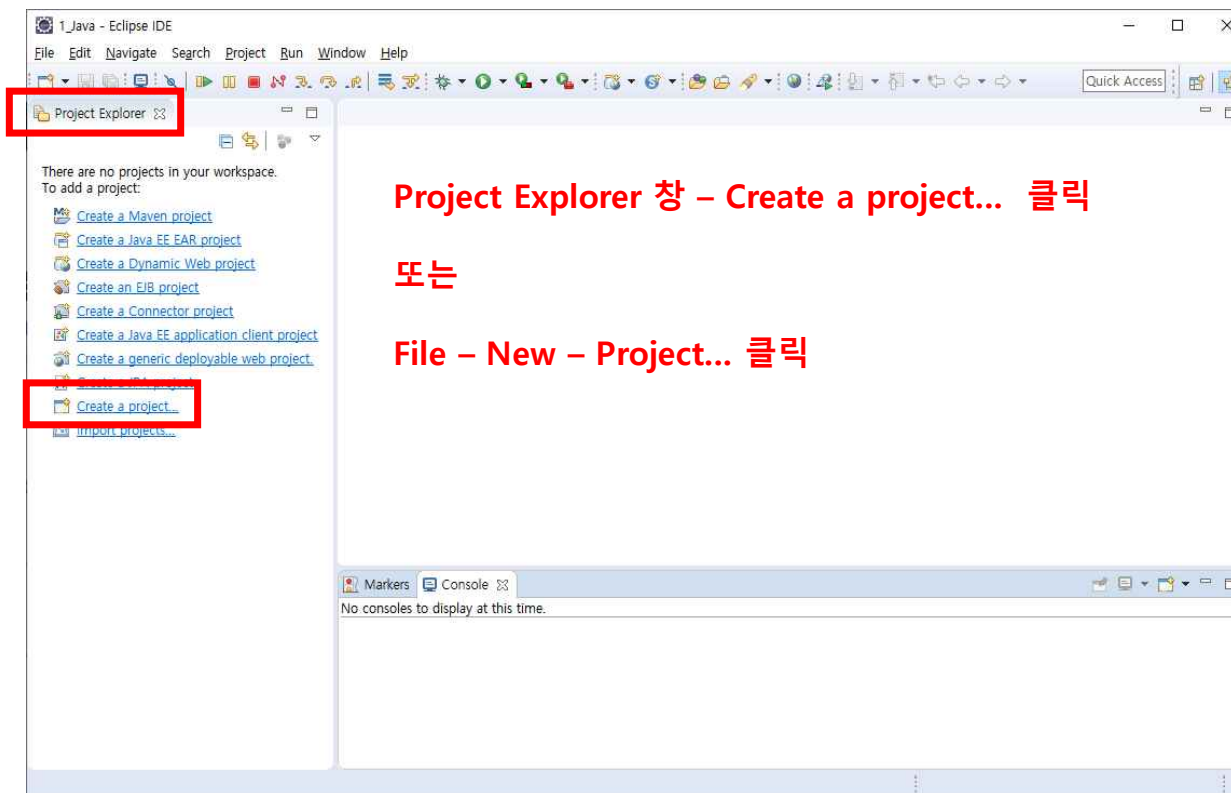 1_Java - Eclipse IDE
File Edit Navigate Search Project Run Window Help
Quick Access
Project Explorer
There are no projects in your workspace.
To add a project:
Create a Maven project
Create a Java EE EAR project
Create a Dynamic Web project
Create an EJB project
Create a Connector project
Create a Java EE application client project
Create a generic deployable web project.
Create a JPA project
Create a project...
Import projects...
Project Explorer 창 – Create a project... 클릭
또는
File – New – Project... 클릭
Markers Console
No consoles to display at this time.